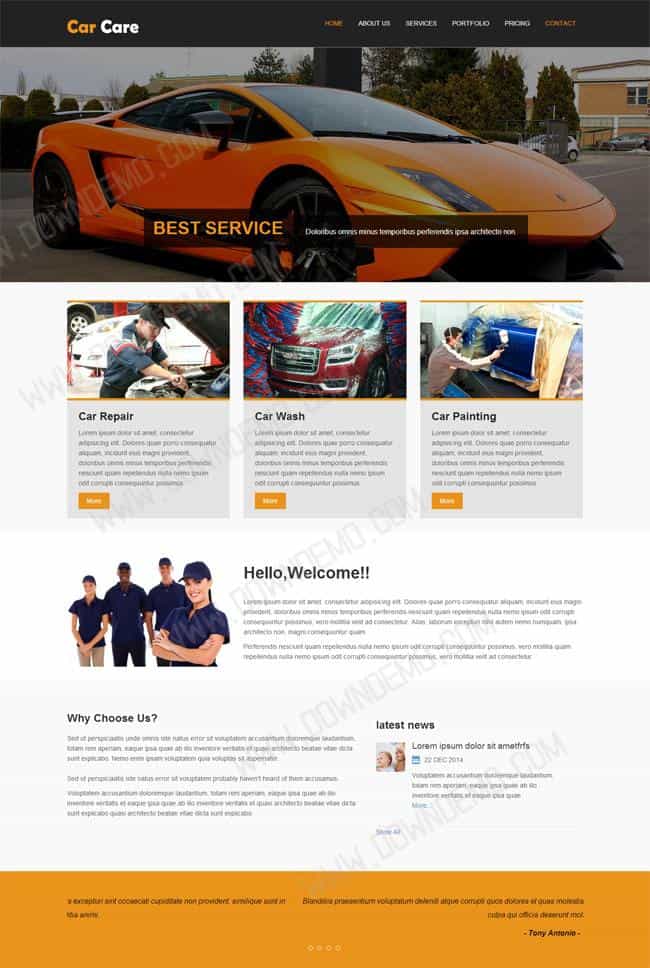 Car Care
HOME ABOUT US SERVICES PORTFOLIO PRICING CONTACT
BEST SERVICE
Doloribus omnis minus temporibus perferendis ipsa architecto non
Car Repair
Lorem ipsum dolor sit amet, consectetur
adipisicing elit. Dolores quae porro consequatur
aliquam, incidunt eius magni provident,
doloribus omnis minus temporibus perferendis
nesciunt quam repellendus nulla nemo ipsum
odit corrupti consequuntur possimus
More
Car Wash
Lorem ipsum dolor sit amet, consectetur
adipisicing elit. Dolores quae porro consequatur
aliquam, incidunt eius magni provident,
doloribus omnis minus temporibus perferendis
nesciunt quam repellendus nulla nemo ipsum
odit corrupti consequuntur possimus
More
Car Painting
Lorem ipsum dolor sit amet, consectetur
adipisicing elit. Dolores quae porro consequatur
aliquam, incidunt eius magni provident,
doloribus omnis minus temporibus perferendis
nesciunt quam repellendus nulla nemo ipsum
odit corrupti consequuntur possimus
More
Hello,Welcome!!
Lorem ipsum dolor sit amet, consectetur adipisicing elit. Dolores quae porro consequatur aliquam, incidunt eius magni
provident, doloribus omnis minus temporibus perferendis nesciunt quam repellendus nulla nemo ipsum odit corrupti
consequuntur possimus, vero mollitia velit ad consectetur. Alias, laborum excepturi nihil autem nemo numquam, ipsa
architecto non, magni consequuntur quam.
Perferendis nesciunt quam repellendus nulla nemo ipsum odit corrupti consequuntur possimus, vero mollitia quam
repellendus nulla nemo ipsum odit corrupti consequuntur possimus, vero mollitia velit ad consectetur
Why Choose Us?
Sed ut perspiciatis unde omnis iste natus error sit voluptatem accusantium doloremque laudantium,
totam rem aperiam, eaque ipsa quae ab illo inventore veritatis et quasi architecto beatae vitae dicta sunt
explicabo. Nemo enim ipsam voluptatem quia voluptas sit aspernatur.
Sed ut perspiciatis iste natus error sit voluptatem probably haven't heard of them accusamus.
Voluptatem accusantium doloremque laudantium, totam rem aperiam, eaque ipsa quae ab illo
inventore veritatis et eaque ipsa quae ab illo inventore veritatis et quasi architecto beatae vitae dicta sunt
explicabo quasi architecto beatae vitae dicta sunt explicabo
latest news
Lorem ipsum dolor sit ametfrfs
22 DEC 2014
Voluptatem accusantium doloremque laudantium,
totam rem aperiam, eaque ipsa quae ab illo
inventore veritatis et eaque ipsa quae
More...
Show All
s excepturi sint occaecati cupiditate non provident, similique sunt in
iba animi.
Blanditiis praesentium voluptatum deleniti atque corrupti quos dolores et quas molestia
culpa qui officia deserunt mol.
- Tony Antonio -
WWW.DOWNDEMO.COM
WWW.DOWNDEMO.COM
WWW.DOWNDEMO.COM
WWW.DOWNDEMO.COM
WWW.DOWNDEMO.COM